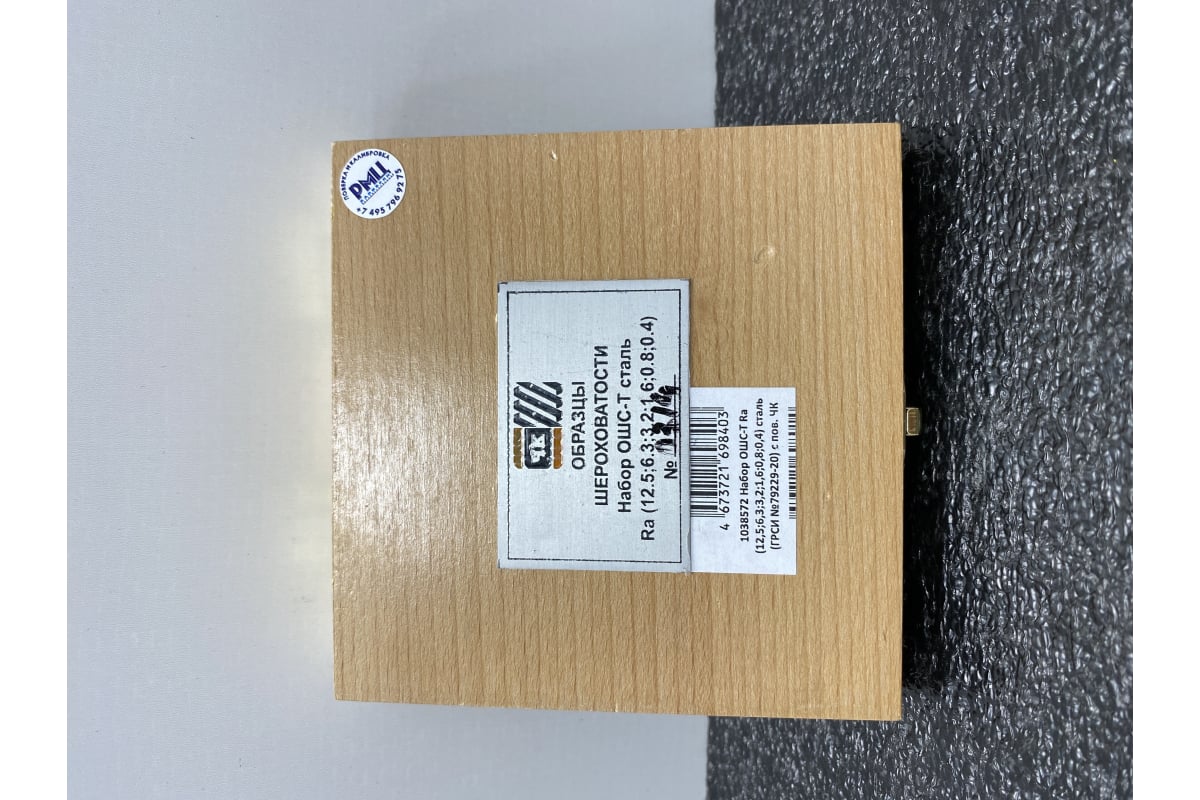 ПОВЕРКА И КАЛИБРОВКА
РМЦ
+7 495 796 92 75
ЧК
ОБРАЗЦЫ
ШЕРОХОВАТОСТИ
Набор ОШС-Т сталь
Ra (12.5;6.3;3.2;1.6;0.8;0.4)
№
4 673721 698403
1038572 Набор ОШС-Т Ra
(12,5;6,3;3,2;1,6;0,8;0,4) сталь
(ГРСИ №79229-20) с пов. ЧК